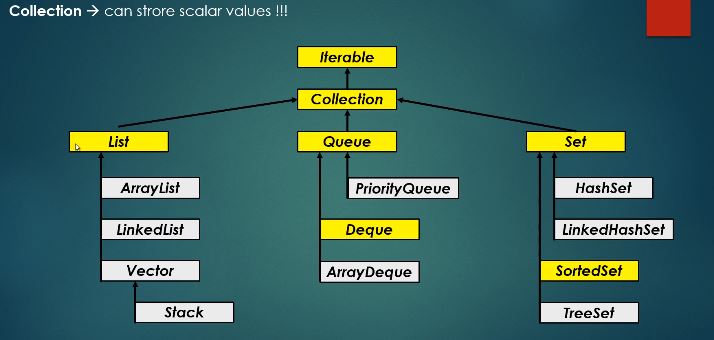 Collection → can strore scalar values !!!
Iterable
Collection
List
Queue
Set
ArrayList
PriorityQueue
HashSet
LinkedList
Deque
LinkedHashSet
Vector
ArrayDeque
SortedSet
Stack
TreeSet